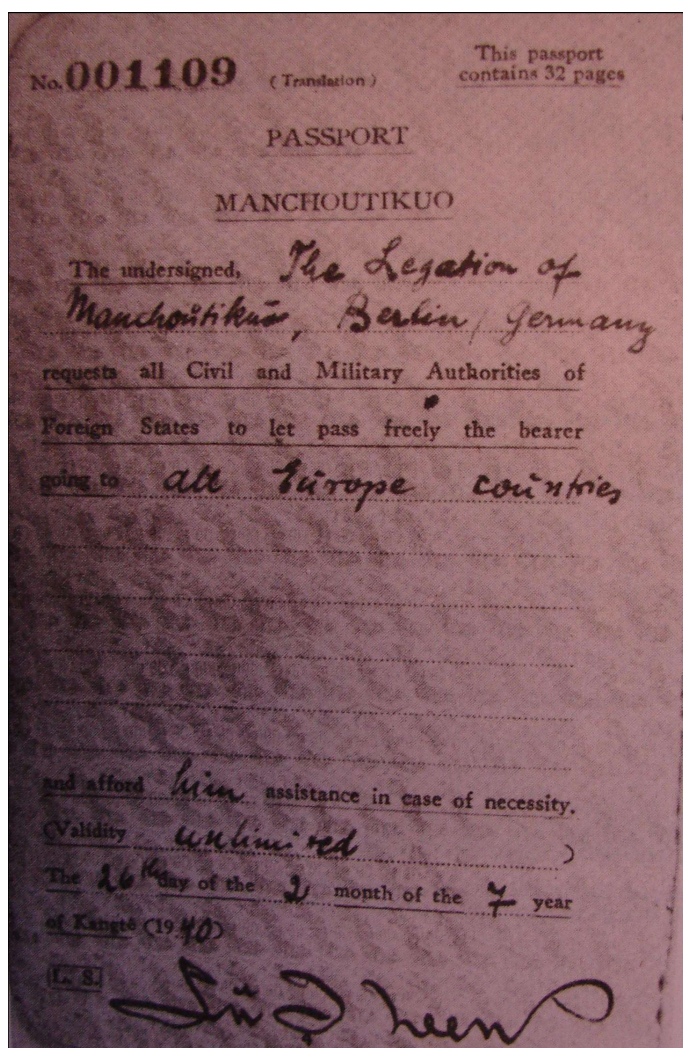 No. 001109 (Translation) This passport
contains 32 pages
PASSPORT
MANCHOUTIKUO
The undersigned, The Legation of
Manchoutikuo, Berlin, Germany
requests all Civil and Military Authorities of
Foreign States to let pass freely the bearer
going to all Europe countries
and afford him assistance in case of necessity.
(Validity unlimired )
The 26th day of the 2 month of the 7 year
of Kangtê (1940)
L. S.